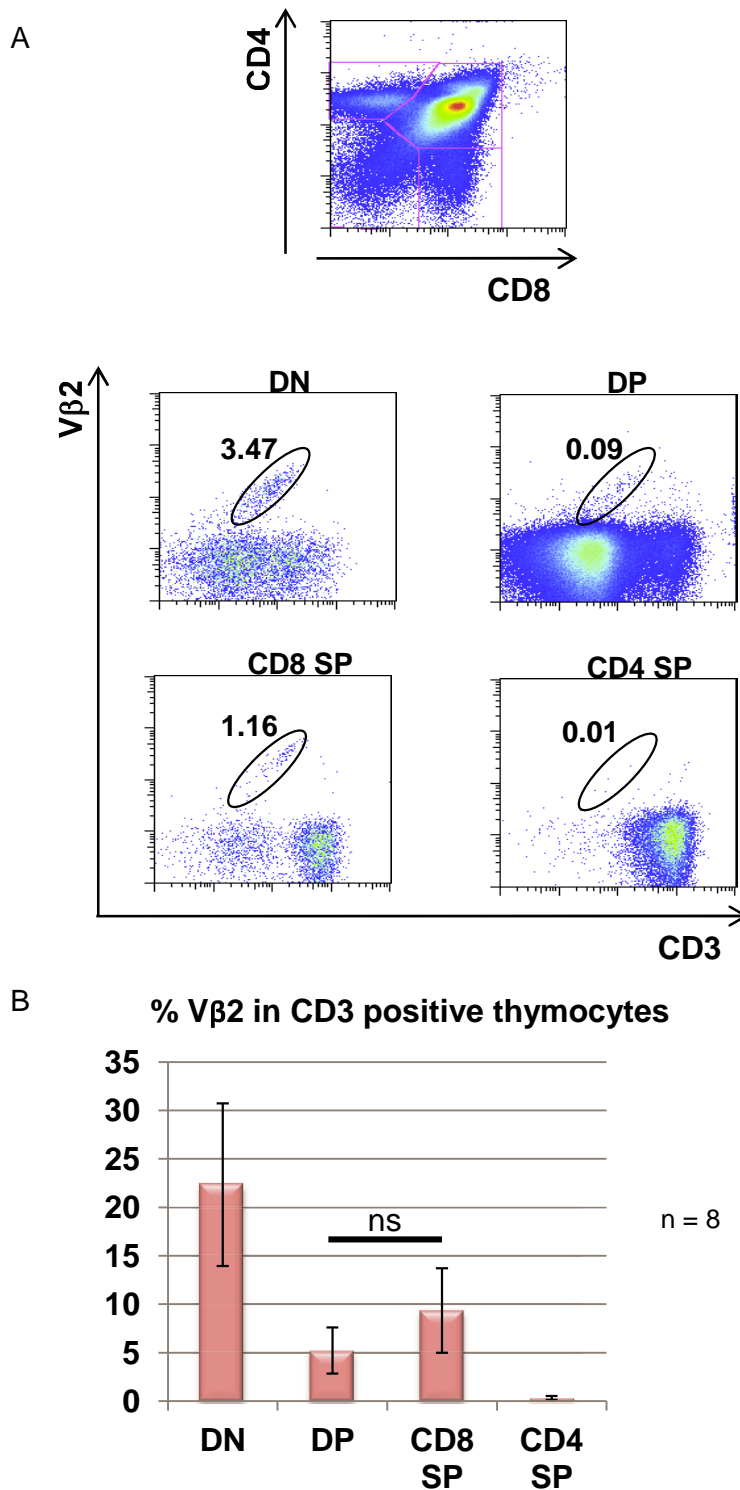 A
CD4
CD8
Vβ2
DN
DP
3.47
0.09
CD8 SP
CD4 SP
1.16
0.01
CD3
B
% Vβ2 in CD3 positive thymocytes
35
30
25
20
15
10
5
0
ns
n = 8
DN
DP
CD8
SP
CD4
SP